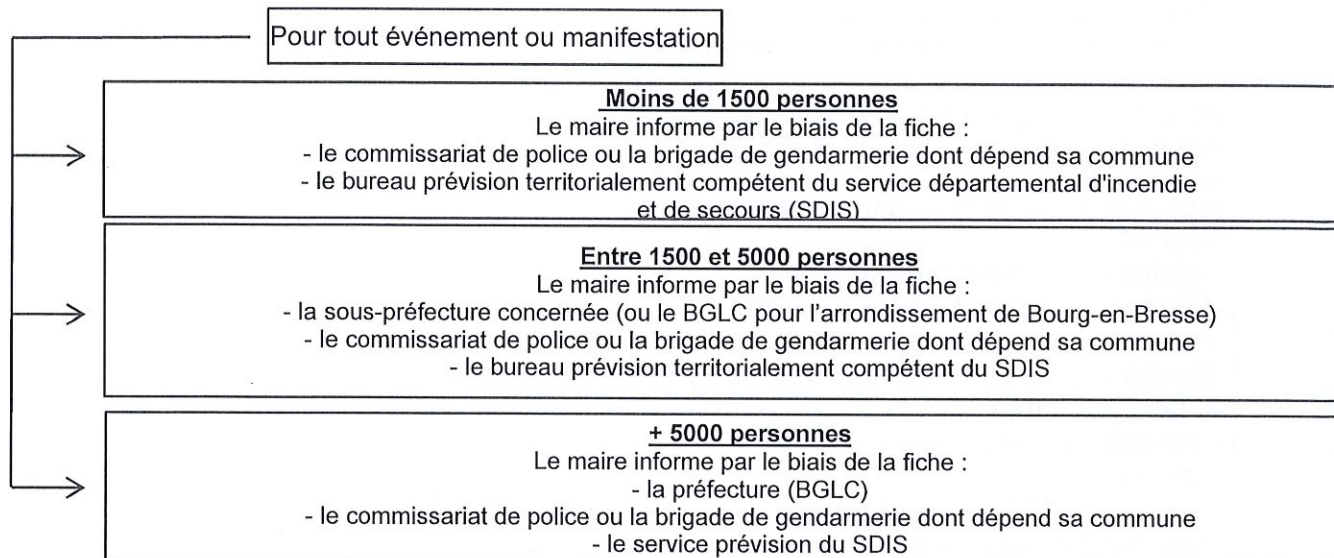 Pour tout événement ou manifestation
Moins de 1500 personnes
Le maire informe par le biais de la fiche :
- le commissariat de police ou la brigade de gendarmerie dont dépend sa commune
- le bureau prévision territorialement compétent du service départemental d'incendie
et de secours (SDIS)
Entre 1500 et 5000 personnes
Le maire informe par le biais de la fiche :
- la sous-préfecture concernée (ou le BGLC pour l'arrondissement de Bourg-en-Bresse)
- le commissariat de police ou la brigade de gendarmerie dont dépend sa commune
- le bureau prévision territorialement compétent du SDIS
+ 5000 personnes
Le maire informe par le biais de la fiche :
- la préfecture (BGLC)
- le commissariat de police ou la brigade de gendarmerie dont dépend sa commune
- le service prévision du SDIS